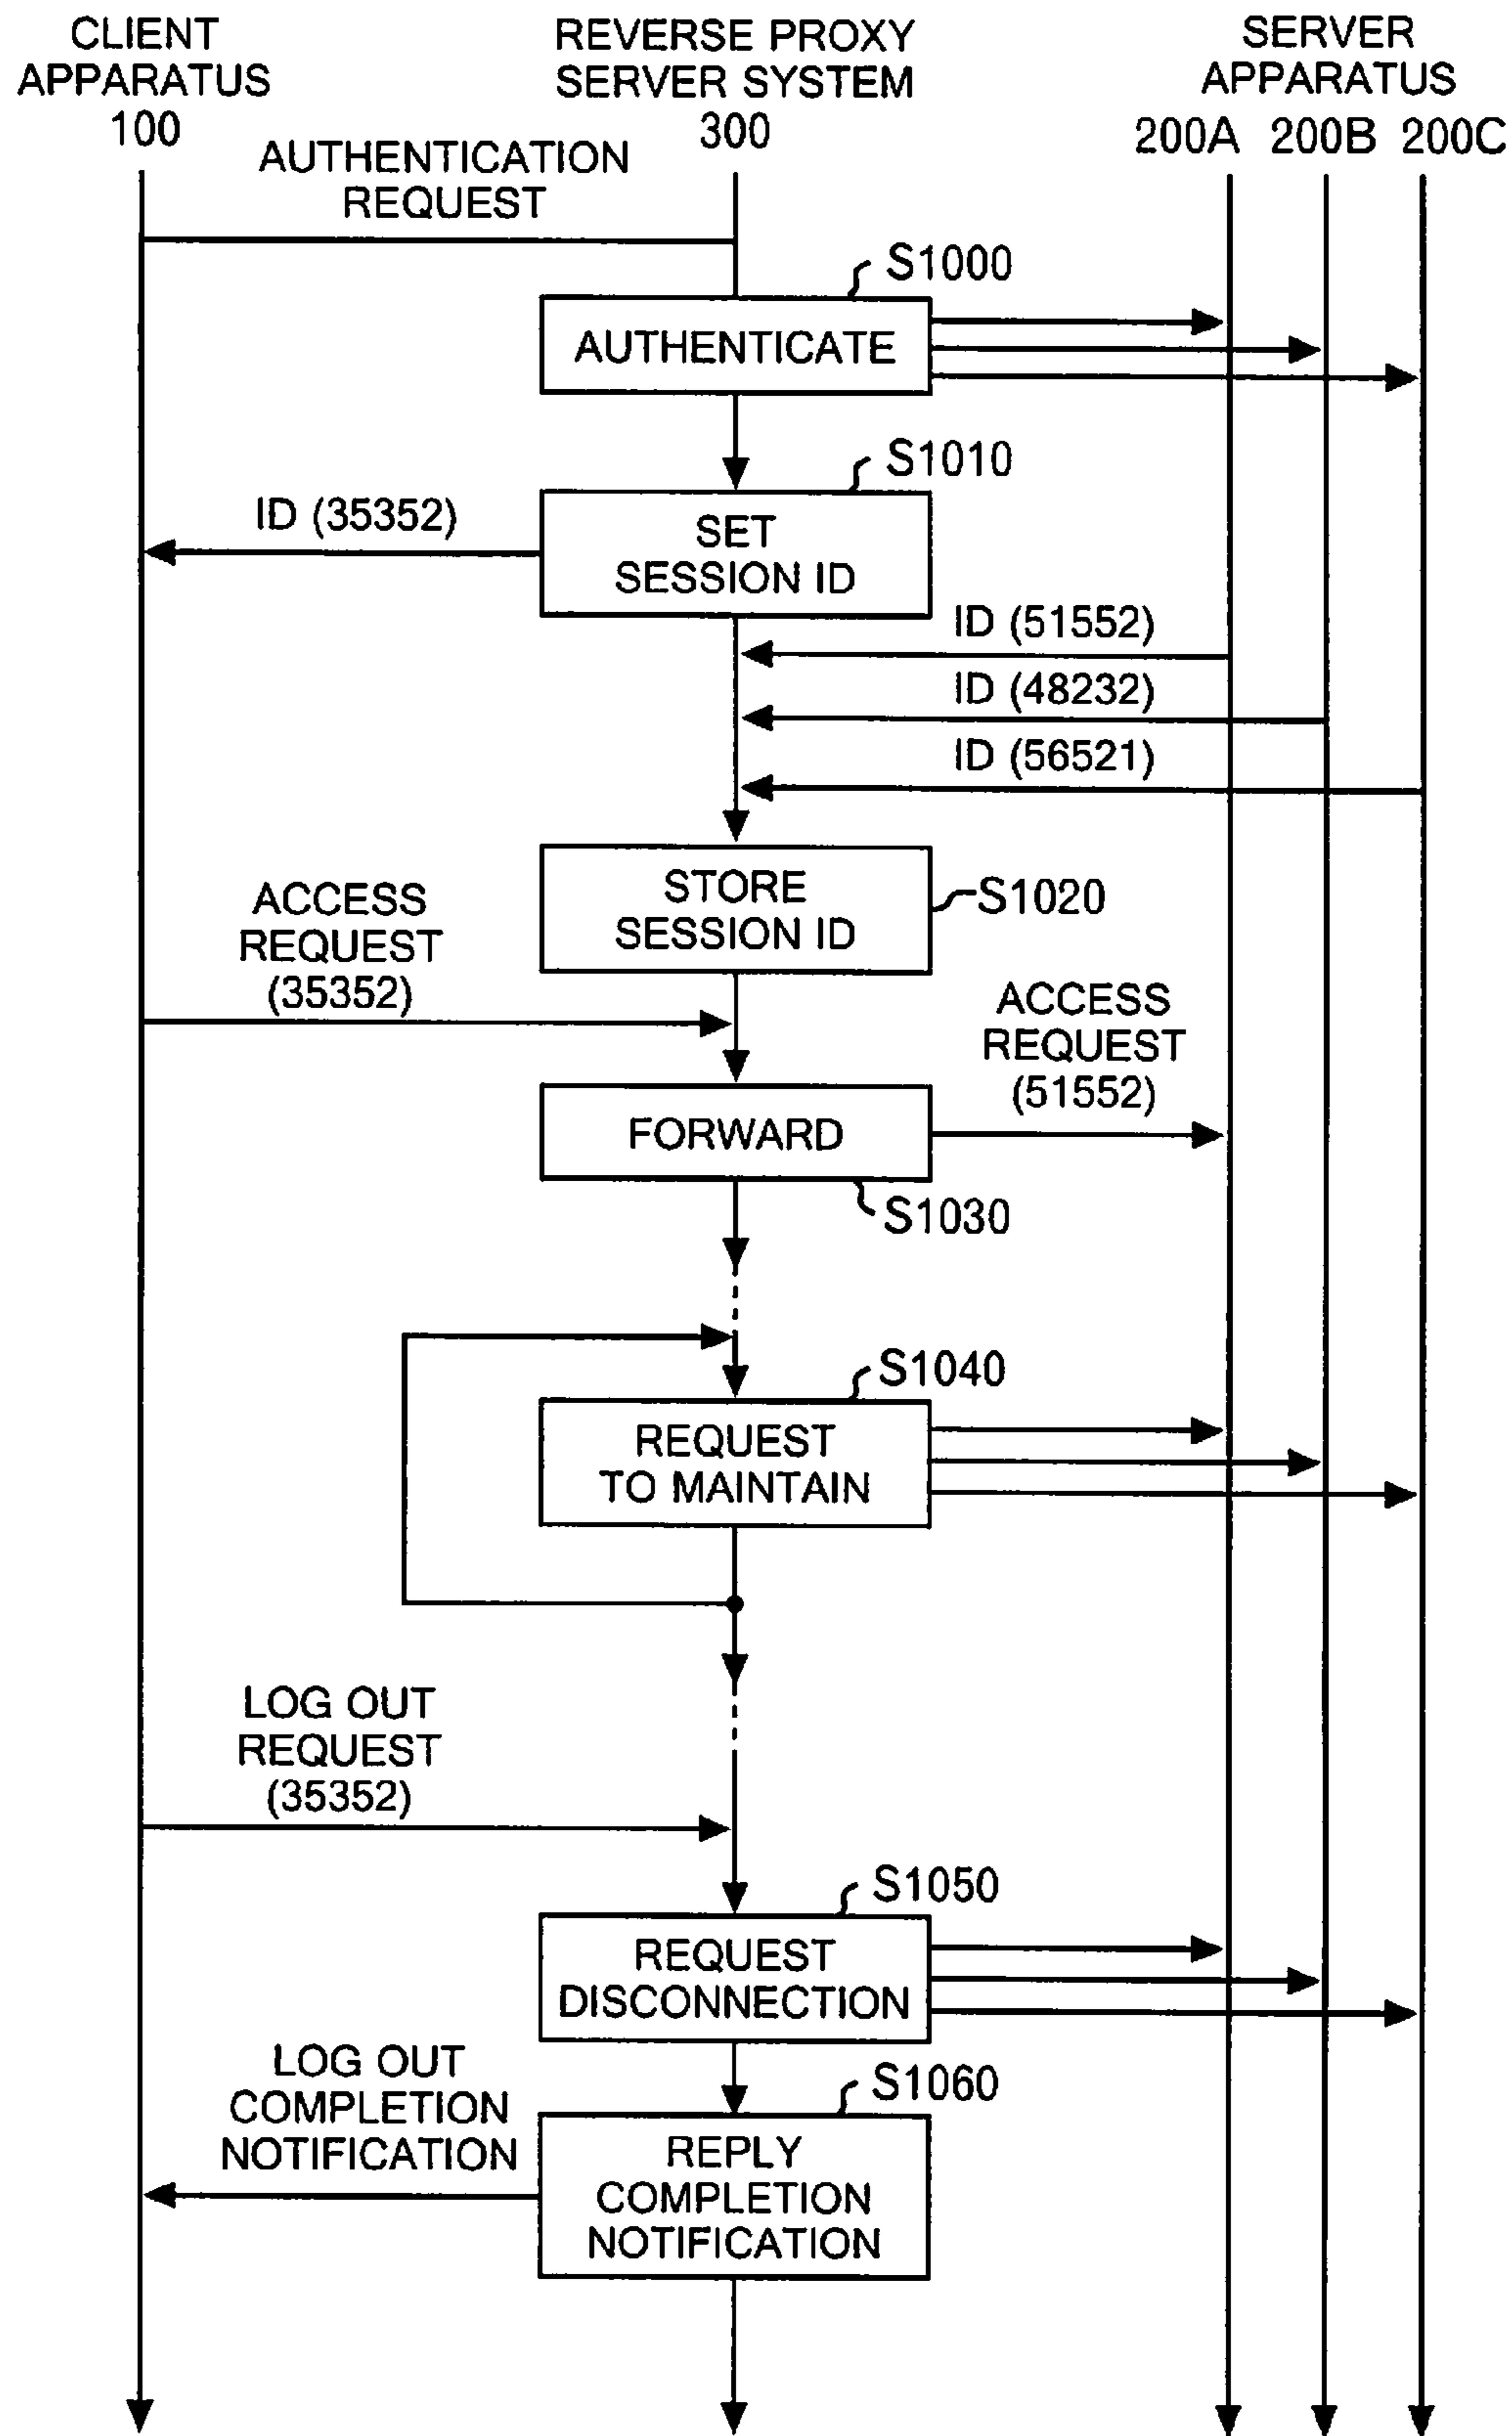 CLIENT
APPARATUS
100
REVERSE PROXY
SERVER SYSTEM
300
SERVER
APPARATUS
200A 200B 200C
AUTHENTICATION
REQUEST
S1000
AUTHENTICATE
S1010
ID (35352)
SET
SESSION ID
ID (51552)
ID (48232)
ID (56521)
STORE
SESSION ID
S1020
ACCESS
REQUEST
(35352)
ACCESS
REQUEST
(51552)
FORWARD
S1030
S1040
REQUEST
TO MAINTAIN
LOG OUT
REQUEST
(35352)
S1050
REQUEST
DISCONNECTION
LOG OUT
COMPLETION
NOTIFICATION
S1060
REPLY
COMPLETION
NOTIFICATION